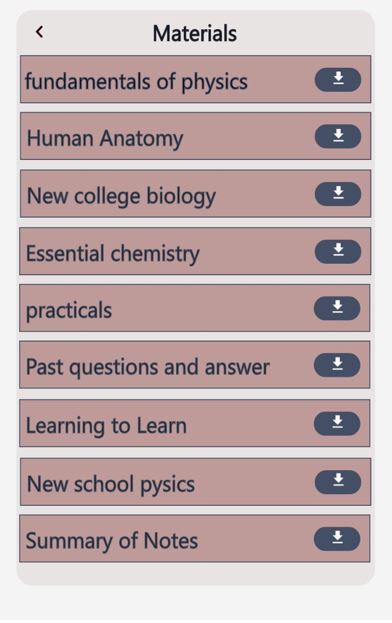 Materials
fundamentals of physics
Human Anatomy
New college biology
Essential chemistry
practicals
Past questions and answer
Learning to Learn
New school pysics
Summary of Notes